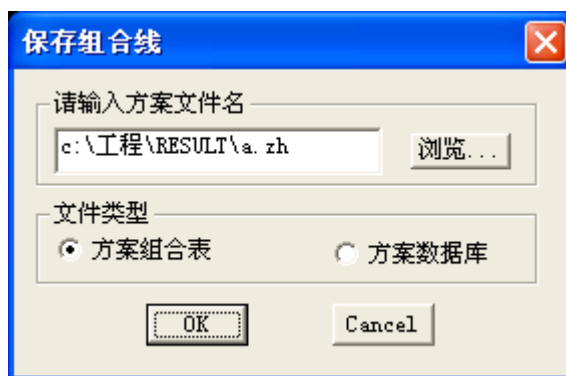 保存组合线
请输入方案文件名
c:\工程\RESULT\a.zh
浏览...
文件类型
方案组合表 方案数据库
OK Cancel